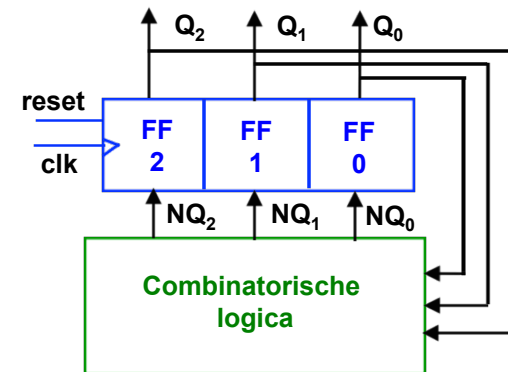 Q2 Q1 Q0
reset
clk
FF 2
FF 1
FF 0
NQ2 NQ1 NQ0
Combinatorische
logica